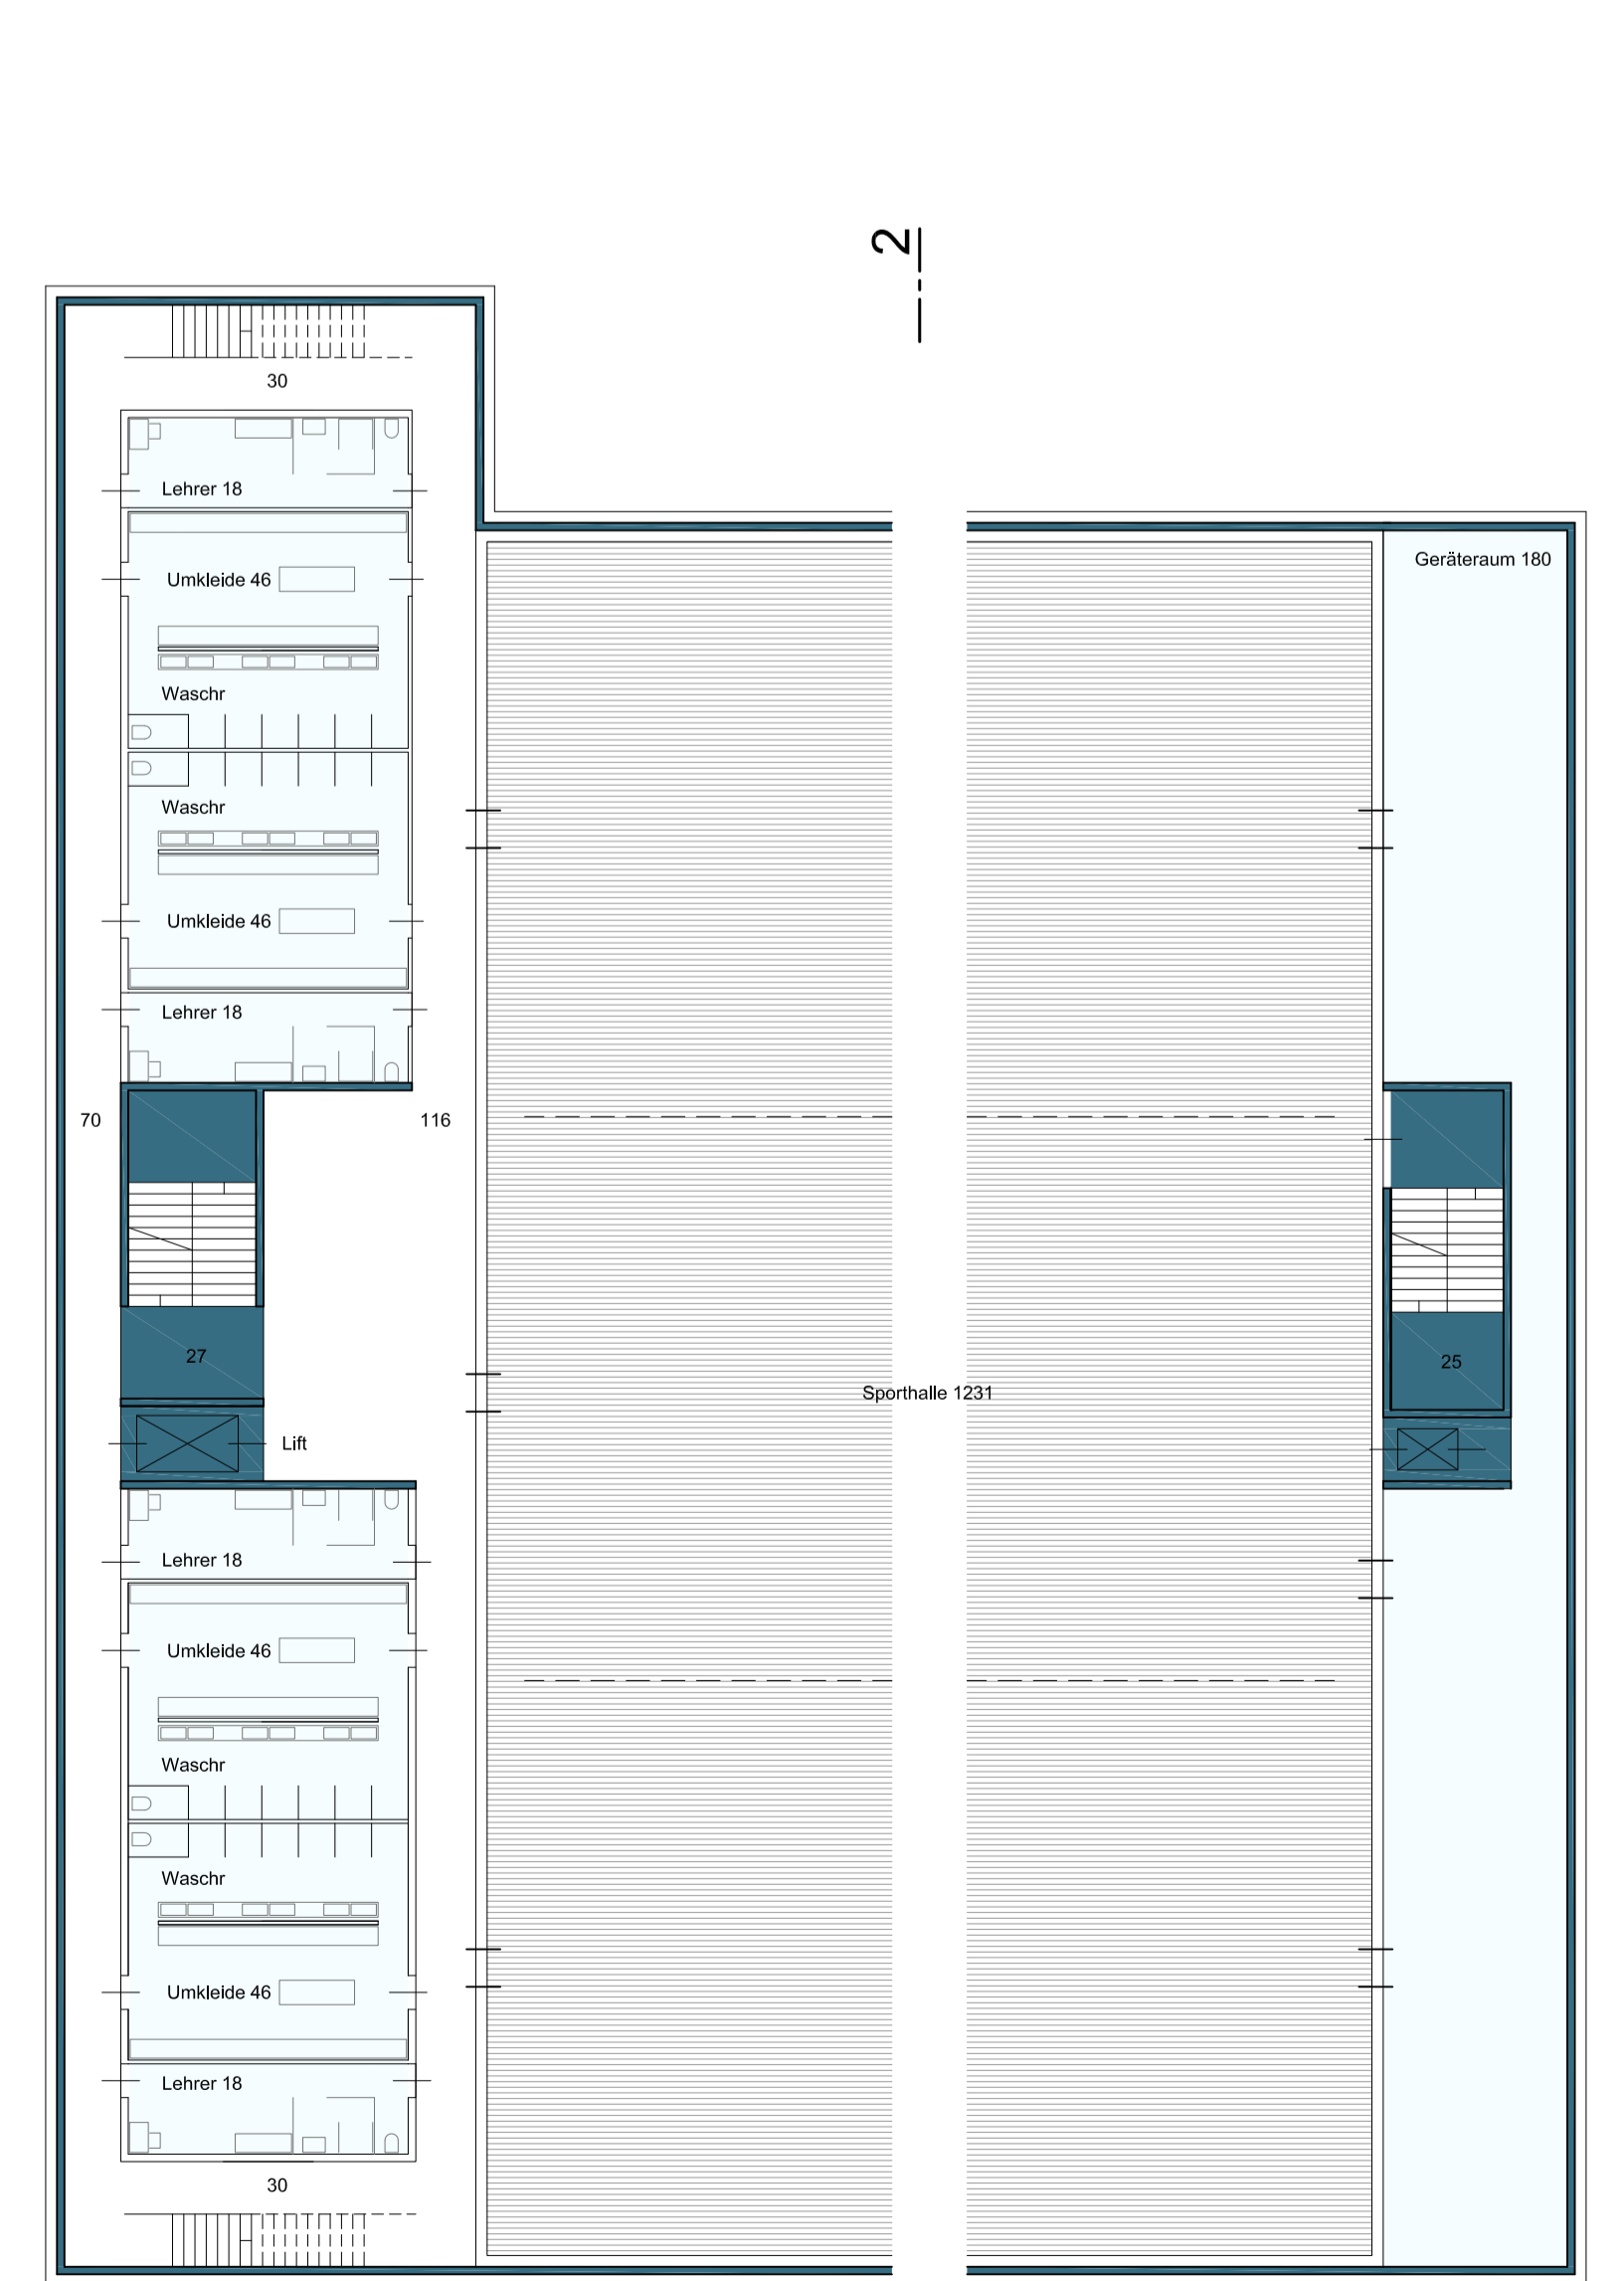 2
30
Lehrer 18
Geräteraum 180
Umkleide 46
Waschr
Waschr
Umkleide 46
Lehrer 18
70
116
27
25
Sporthalle 1231
Lift
Lehrer 18
Umkleide 46
Waschr
Waschr
Umkleide 46
Lehrer 18
30